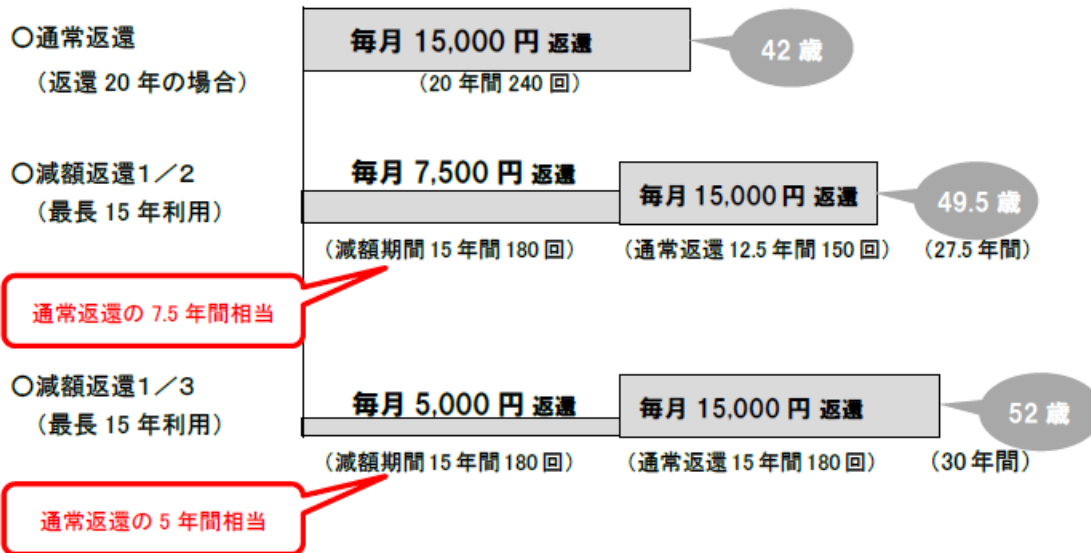 〇通常返還
（返還 20 年の場合）
毎月 15,000 円 返還
（20 年間 240 回）
42 歳
〇減額返還１／２
（最長 15 年利用）
毎月 7,500 円 返還
毎月 15,000 円 返還
49.5 歳
（減額期間 15 年間 180 回）
（通常返還 12.5 年間 150 回）
（27.5 年間）
通常返還の 7.5 年間相当
〇減額返還１／３
（最長 15 年利用）
毎月 5,000 円 返還
毎月 15,000 円 返還
52 歳
（減額期間 15 年間 180 回）
（通常返還 15 年間 180 回）
（30 年間）
通常返還の 5 年間相当